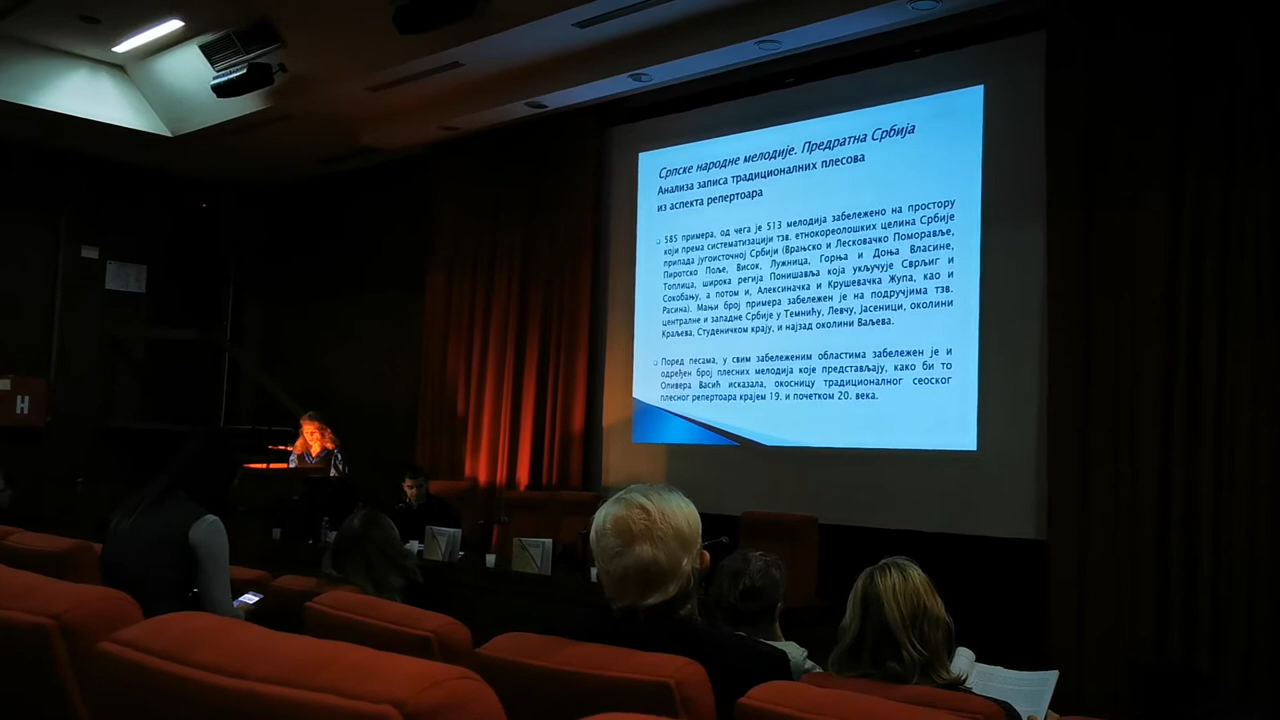 Српске народне мелодије. Предратна Србија
Анализа записа традиционалних плесова
из аспекта репертоара
585 примера, од чега је 513 мелодија забележено на простору
који према систематизацији тзв. етнокореолошких целина Србије
припада југоисточној Србији (Врањско и Лесковачко Поморавље,
Пиротско Поље, Висок, Лужница, Горња и Доња Власине,
Топлица, широка регија Понишавља која укључује Сврљиг и
Сокобању, а потом и, Алексиначка и Крушевачка Жупа, као и
Расина). Мањи број примера забележен је на подручјима тзв.
централне и западне Србије у Темнићу, Левчу, Јасеници, околини
Краљева, Студеничком крају, и најзад околини Ваљева.
Поред песама, у свим забележеним областима забележен је и
одређен број плесних мелодија које представљају, како би то
Оливера Васић исказала, окосницу традиционалног сеоског
плесног репертоара крајем 19. и почетком 20. века.
H